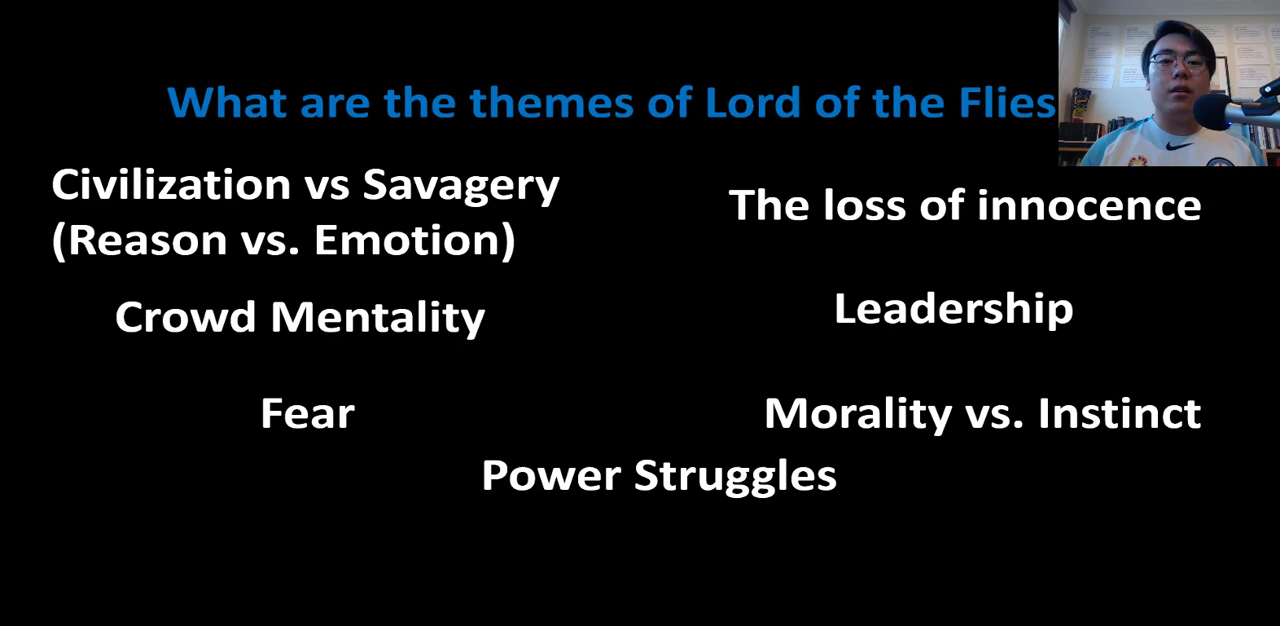 What are the themes of Lord of the Flies
Civilization vs Savagery
(Reason vs. Emotion)
The loss of innocence
Crowd Mentality
Leadership
Fear
Morality vs. Instinct
Power Struggles